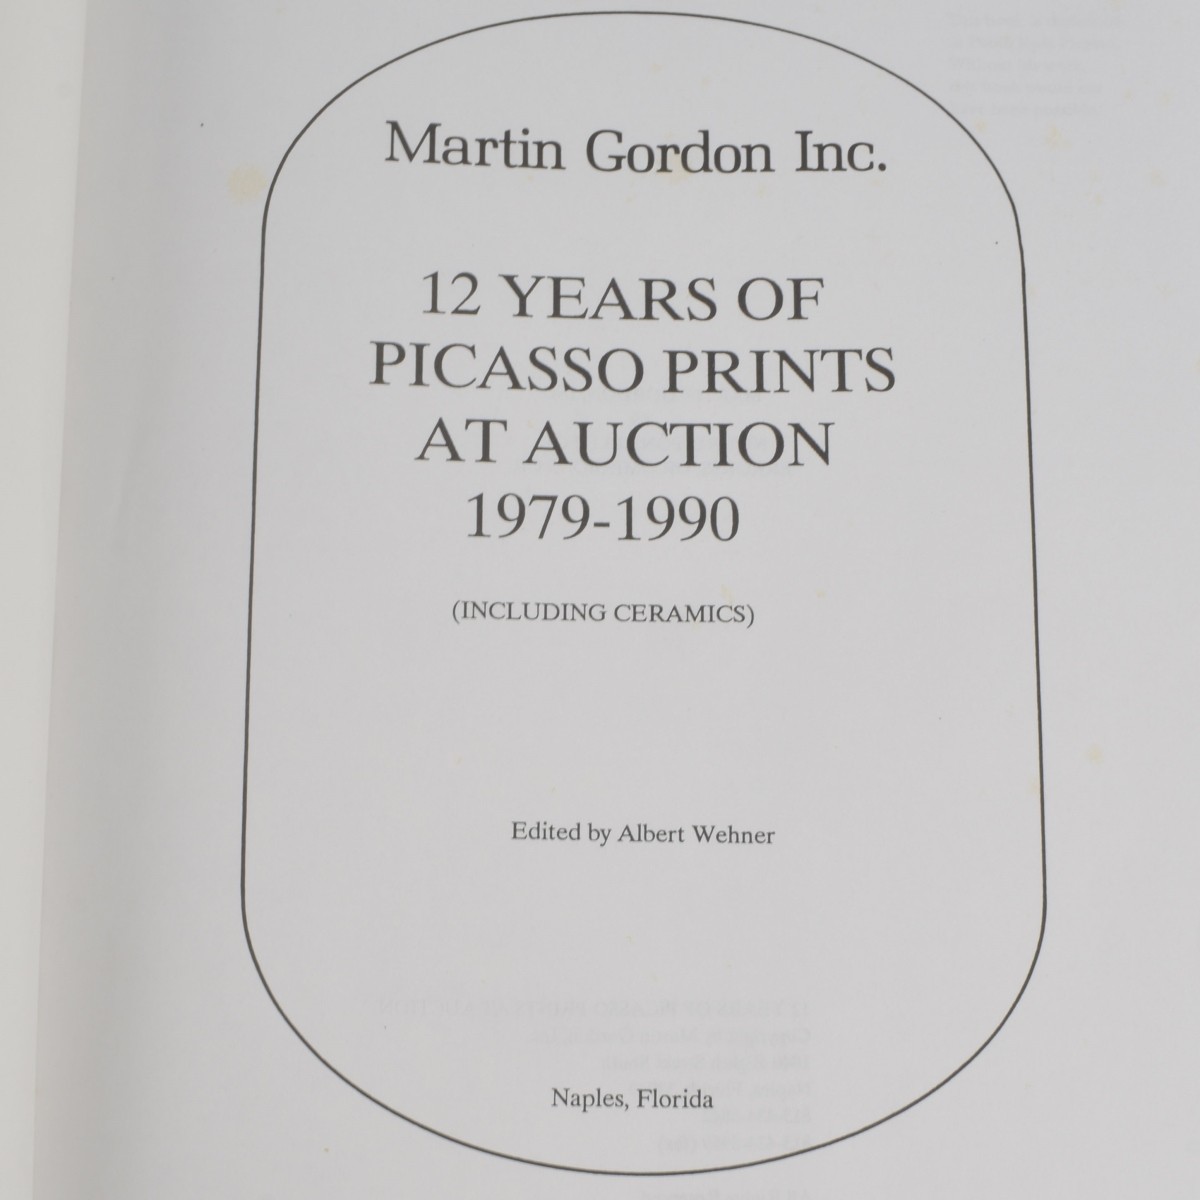 Martin Gordon Inc.
12 YEARS OF
PICASSO PRINTS
AT AUCTION
1979-1990
(INCLUDING CERAMICS)
Edited by Albert Wehner
Naples, Florida